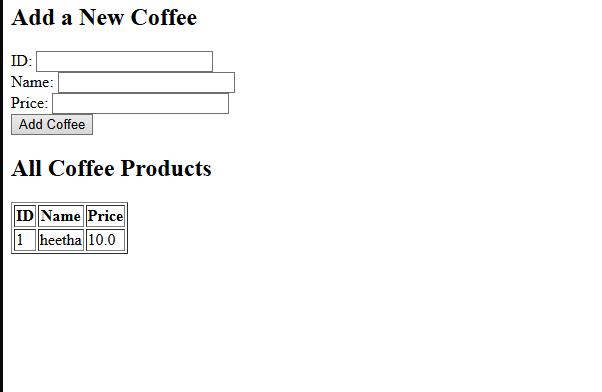 Add a New Coffee
ID:
Name:
Price:
Add Coffee
All Coffee Products
ID Name Price
1 heetha 10.0